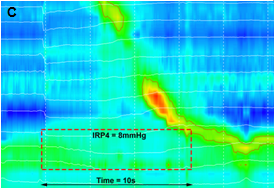 C
IRP4 = 8mmHg
Time = 10s